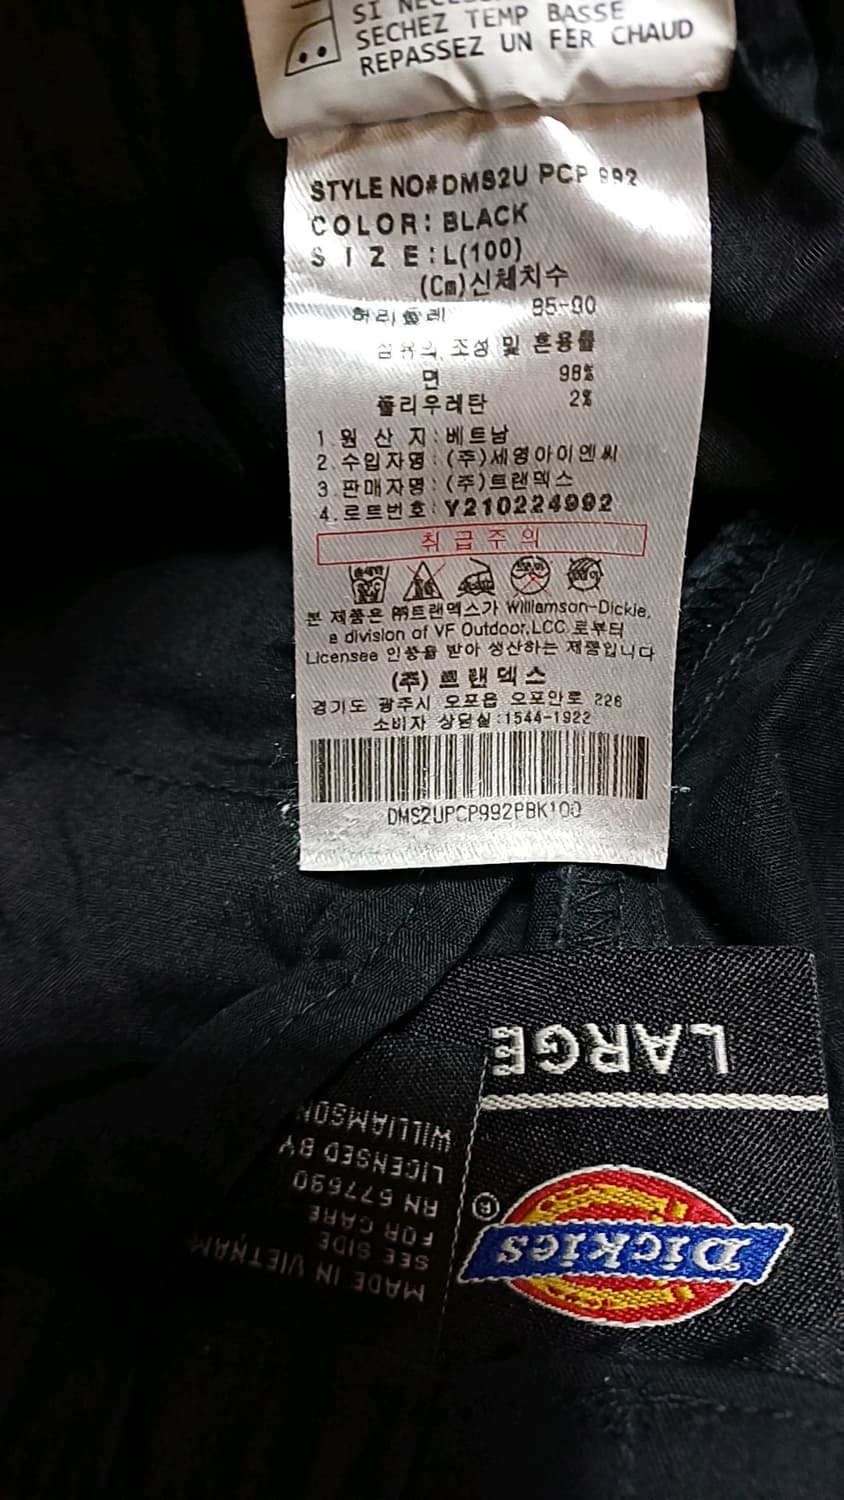 SI
SECHEZ TEMP BASSE
REPASSEZ UN FER CHAUD
STYLE NO#DMS2U PCP 992
COLOR: BLACK
SIZE:L(100)
(Cm)신체치수
허리둘레 85-90
섬유의 조성 및 혼용률
면 98%
폴리우레탄 2%
1.원 산 지:베트남
2.수입자명:(주)세영아이엔씨
3.판매자명:(주)트랜덱스
4.로트번호:Y210224992
취급주의
본 제품은 ㈜트랜덱스가 Williamson-Dickie,
a division of VF Outdoor,LCC.로부터
Licensee 인증을 받아 생산하는 제품입니다
(주) 트랜덱스
경기도 광주시 오포읍 오포안로 226
소비자 상담실:1544-1922
DMS2UPCP992PBK100
LARGE
Dickies
®
MADE IN VIETNAM
SEE SIDE
FOR CARE
RN 577690
LICENSED BY
WILLIAMSON